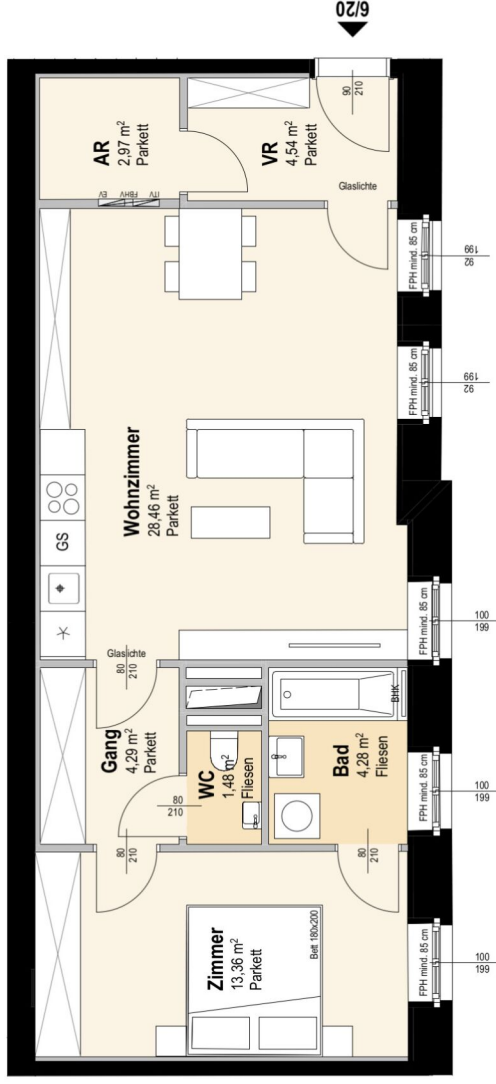 6/20
AR
2,97 m²
Parkett
VR
4,54 m²
Parkett
90
210
EV
FBHV
ITV
Glaslichte
FPH mind. 85 cm
92
199
FPH mind. 85 cm
92
199
Wohnzimmer
28,46 m²
Parkett
GS
Glaslichte
80
210
FPH mind. 85 cm
100
199
Gang
4,29 m²
Parkett
80
210
WC
1,48 m²
Fliesen
BHK
Bad
4,28 m²
Fliesen
FPH mind. 85 cm
100
199
80
210
80
210
Zimmer
13,36 m²
Parkett
Bett 180x200
FPH mind. 85 cm
100
199